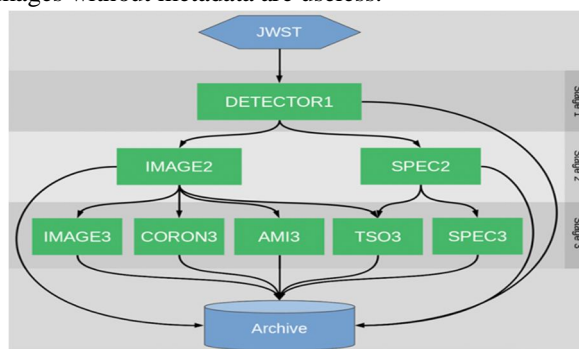 images without metadata are useless.
JWST
DETECTOR1
Stage 1
IMAGE2
SPEC2
Stage 2
IMAGE3
CORON3
AMI3
TSO3
SPEC3
Stage 3
Archive